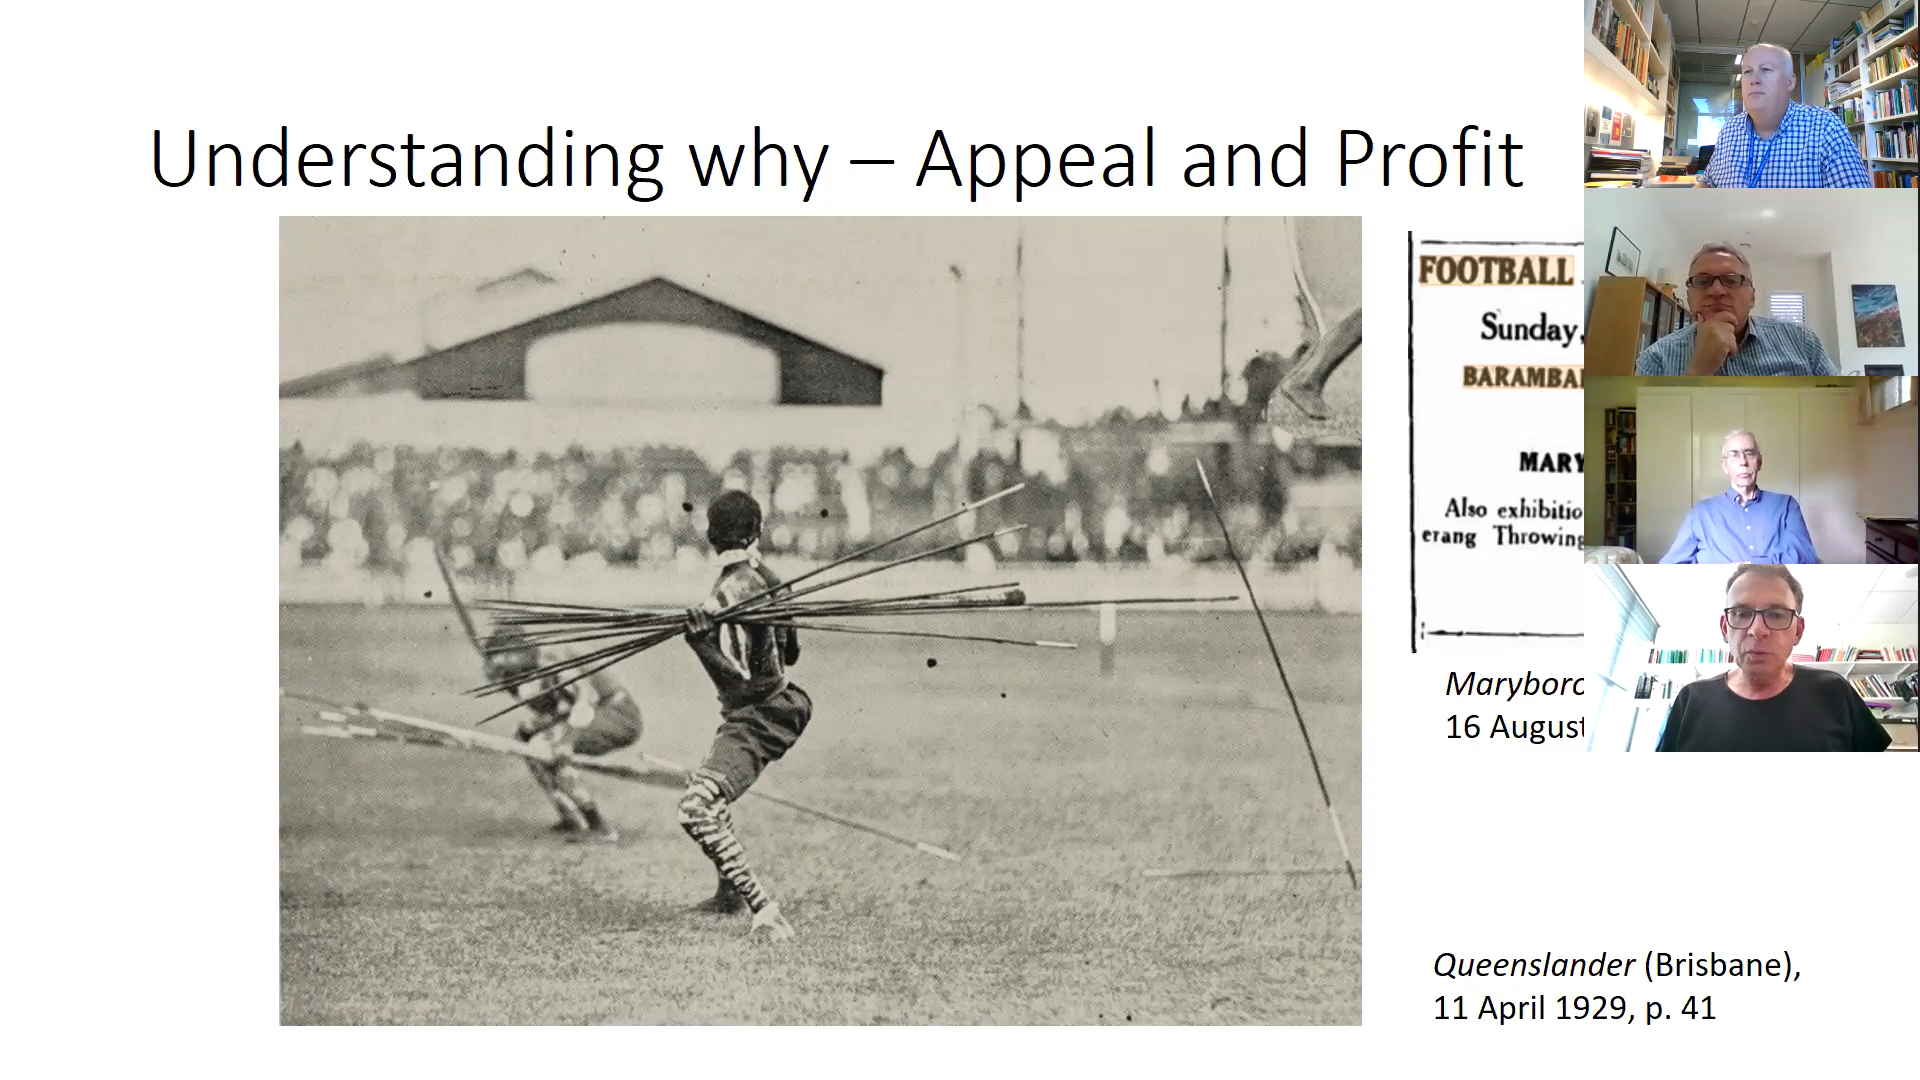 Understanding why – Appeal and Profit
FOOTBALL
Sunday,
BARAMBA
MARY
Also exhibitio
erang Throwing
Maryboro
16 August
Queenslander (Brisbane),
11 April 1929, p. 41